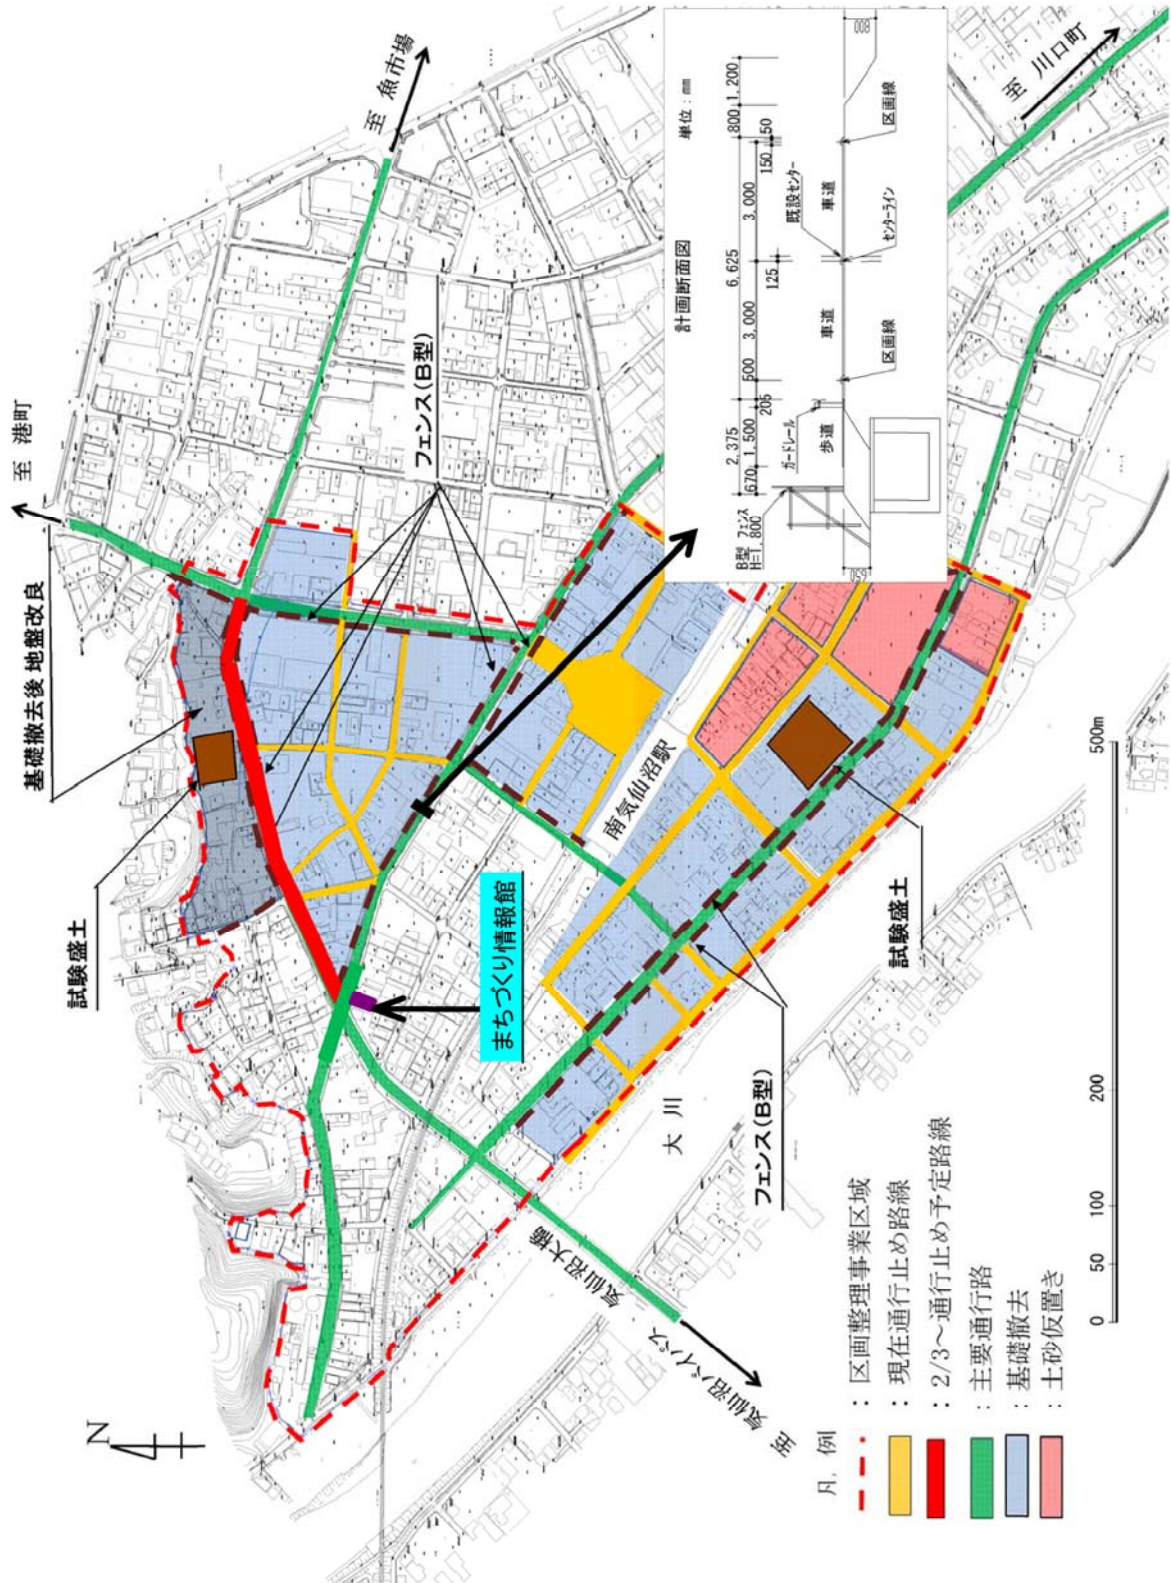 N
至 港町
至 魚市場
基礎撤去後 地盤改良
試験盛土
フェンス(B型)
まちづくり情報館
南気仙沼駅
至 川口町
気仙沼大橋
至 気仙沼バイパス
大 川
フェンス(B型)
試験盛土
計画断面図
単位：mm
2,375
6,625
670
1,500
500
3,000
3,000
800
1,200
205
125
150
50
B型 フェンス
H=1,800
ガードレール
歩道
車道
既設センター
車道
区画線
センターライン
区画線
650
800
凡 例
： 区画整理事業区域
： 現在通行止め路線
： 2/3～通行止め予定路線
： 主要通行路
： 基礎撤去
： 土砂仮置き
0 50 100 200 500m